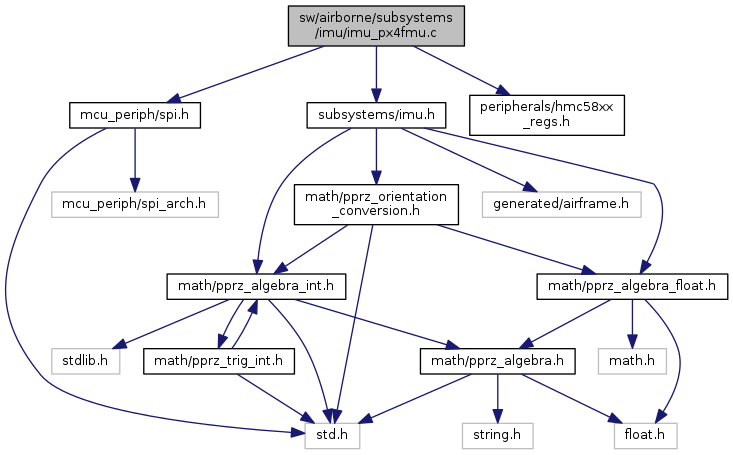 sw/airborne/subsystems
/imu/imu_px4fmu.c
mcu_periph/spi.h
subsystems/imu.h
peripherals/hmc58xx
_regs.h
mcu_periph/spi_arch.h
math/pprz_orientation
_conversion.h
generated/airframe.h
math/pprz_algebra_int.h
math/pprz_algebra_float.h
stdlib.h
math/pprz_trig_int.h
math/pprz_algebra.h
math.h
std.h
string.h
float.h